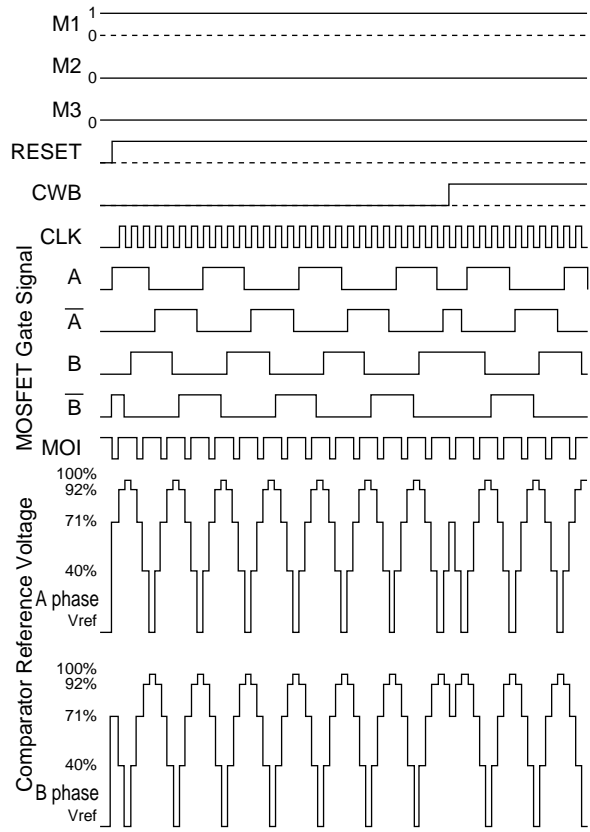 M1 1
0
M2 0
M3 0
RESET
CWB
CLK
MOSFET Gate Signal
A
A̅
B
B̅
MOI
Comparator Reference Voltage
100%
92%
71%
40%
A phase
Vref
100%
92%
71%
40%
B phase
Vref